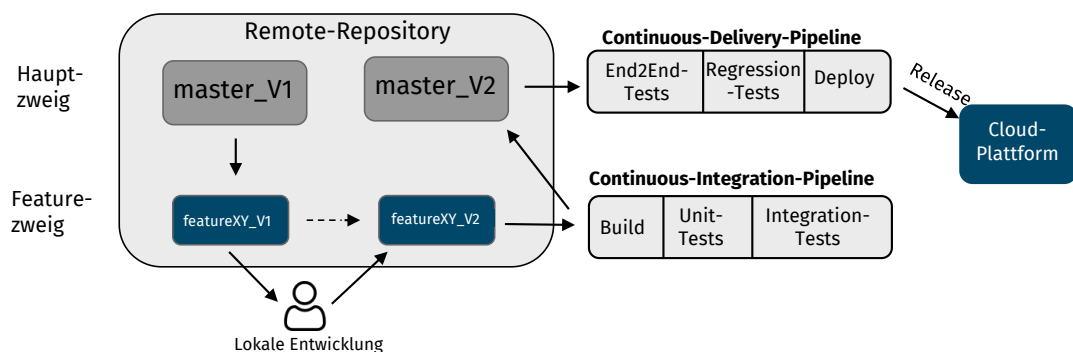 Remote-Repository
Haupt-
zweig
master_V1
master_V2
Continuous-Delivery-Pipeline
End2End-
Tests
Regression
-Tests
Deploy
Release
Cloud-
Plattform
Feature-
zweig
featureXY_V1
featureXY_V2
Continuous-Integration-Pipeline
Build
Unit-
Tests
Integration-
Tests
Lokale Entwicklung